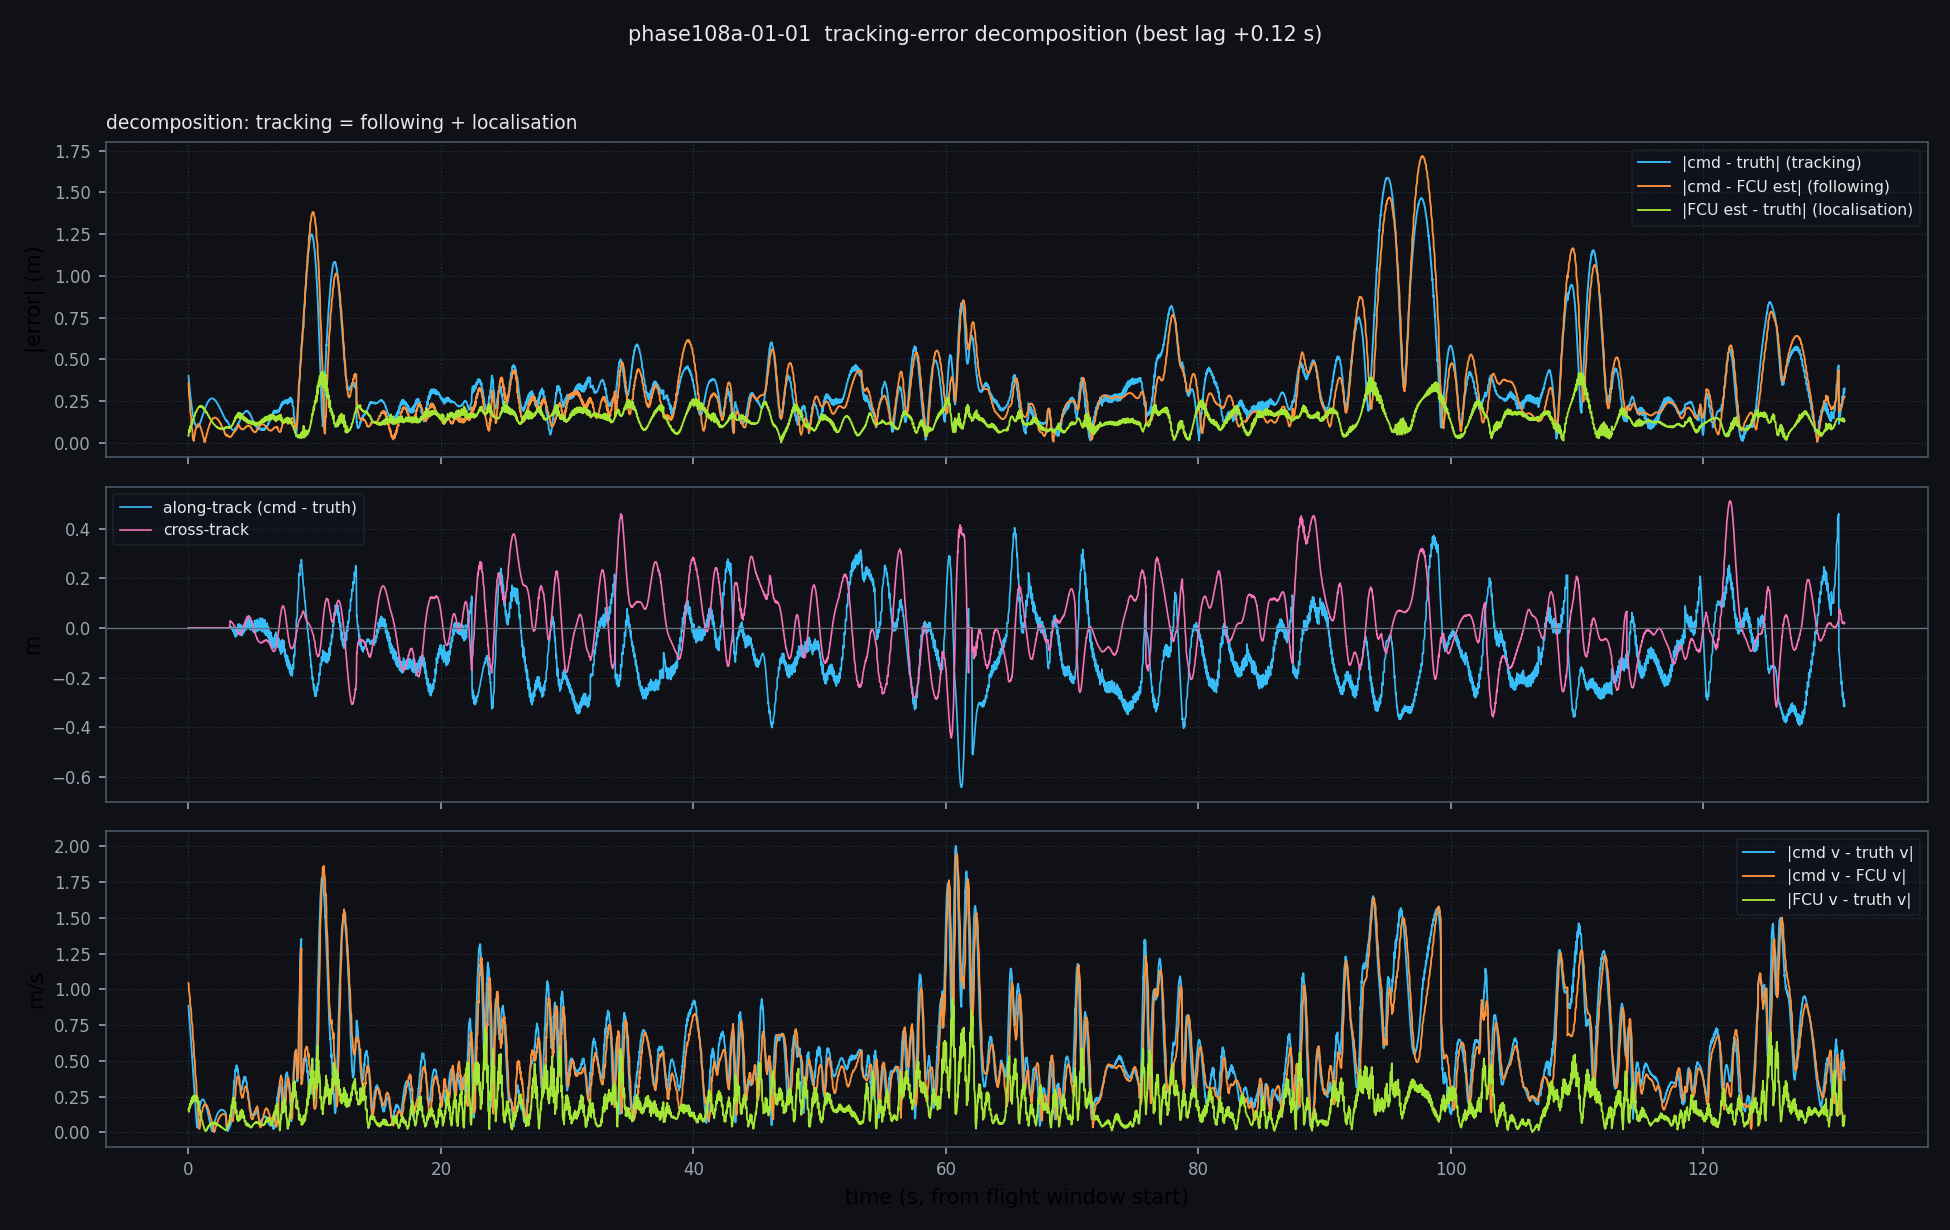 phase108a-01-01  tracking-error decomposition (best lag +0.12 s)
decomposition: tracking = following + localisation
|error| (m)
1.75
1.50
1.25
1.00
0.75
0.50
0.25
0.00
|cmd - truth| (tracking)
|cmd - FCU est| (following)
|FCU est - truth| (localisation)
m
0.4
0.2
0.0
−0.2
−0.4
−0.6
along-track (cmd - truth)
cross-track
m/s
2.00
1.75
1.50
1.25
1.00
0.75
0.50
0.25
0.00
|cmd v - truth v|
|cmd v - FCU v|
|FCU v - truth v|
0 20 40 60 80 100 120
time (s, from flight window start)